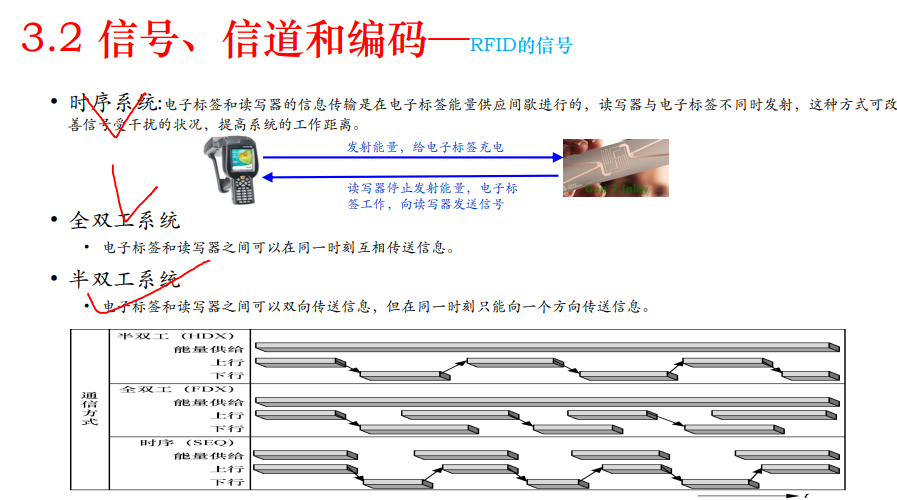 3.2 信号、信道和编码—RFID的信号
• 时序系统:电子标签和读写器的信息传输是在电子标签能量供应间歇进行的，读写器与电子标签不同时发射，这种方式可改
善信号受干扰的状况，提高系统的工作距离。
发射能量，给电子标签充电
读写器停止发射能量，电子标
签工作，向读写器发送信号
• 全双工系统
• 电子标签和读写器之间可以在同一时刻互相传送信息。
• 半双工系统
• 电子标签和读写器之间可以双向传送信息，但在同一时刻只能向一个方向传送信息。
通信方式
半双工（HDX）
能量供给
上行
下行
全双工（FDX）
能量供给
上行
下行
时序（SEQ）
能量供给
上行
下行
t